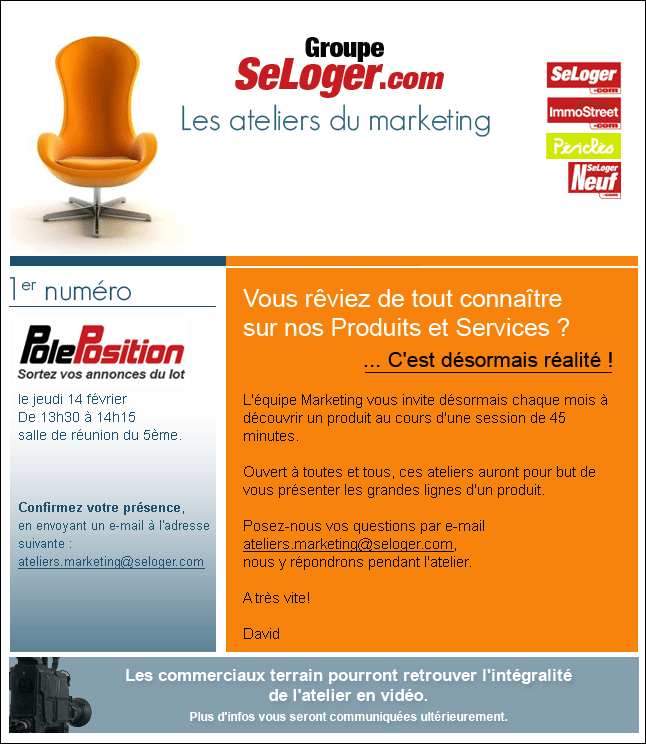 Groupe
SeLoger.com
Les ateliers du marketing
SeLoger
.com
ImmoStreet
.com
Périclès
SeLoger
Neuf
.com
1er numéro
PolePosition
Sortez vos annonces du lot
le jeudi 14 février
De 13h30 à 14h15
salle de réunion du 5ème.
Confirmez votre présence,
en envoyant un e-mail à l'adresse
suivante :
ateliers.marketing@seloger.com
Vous rêviez de tout connaître
sur nos Produits et Services ?
... C'est désormais réalité !
L'équipe Marketing vous invite désormais chaque mois à
découvrir un produit au cours d'une session de 45
minutes.
Ouvert à toutes et tous, ces ateliers auront pour but de
vous présenter les grandes lignes d'un produit.
Posez-nous vos questions par e-mail
ateliers.marketing@seloger.com,
nous y répondrons pendant l'atelier.
A très vite!
David
Les commerciaux terrain pourront retrouver l'intégralité
de l'atelier en vidéo.
Plus d'infos vous seront communiquées ultérieurement.